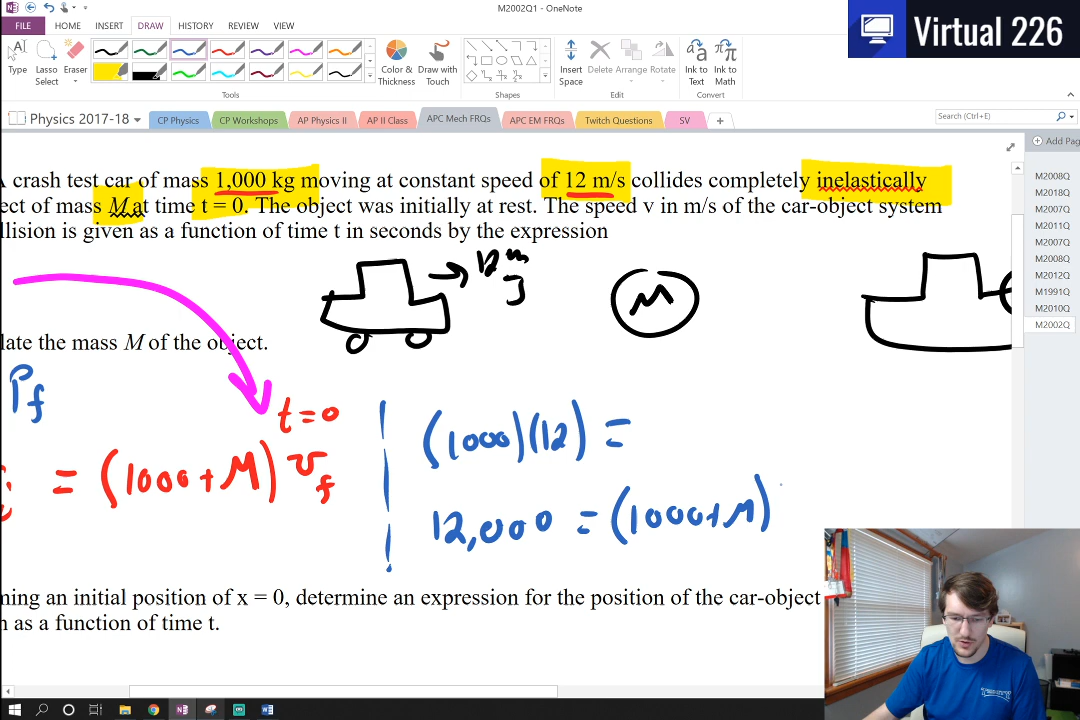 M2002Q1 - OneNote
FILE HOME INSERT DRAW HISTORY REVIEW VIEW
Virtual 226
Type Lasso Select Eraser Color & Thickness Draw with Touch Insert Space Delete Arrange Rotate Ink to Text Ink to Math
Tools Shapes Edit Convert
Physics 2017-18 CP Physics CP Workshops AP Physics II AP II Class APC Mech FRQs APC EM FRQs Twitch Questions SV Search (Ctrl+E)
Add Pag
M2008Q
M2018Q
M2007Q
M2011Q
M2007Q
M2008Q
M2012Q
M1991Q
M2010Q
M2002Q1
crash test car of mass 1,000 kg moving at constant speed of 12 m/s collides completely inelastically
ect of mass M at time t = 0. The object was initially at rest. The speed v in m/s of the car-object system
llision is given as a function of time t in seconds by the expression
12 m/s
M
late the mass M of the object.
Pf
t=0
= (1000+M) vf
(1000)(12) =
12,000 = (1000+M)
ning an initial position of x = 0, determine an expression for the position of the car-object
n as a function of time t.